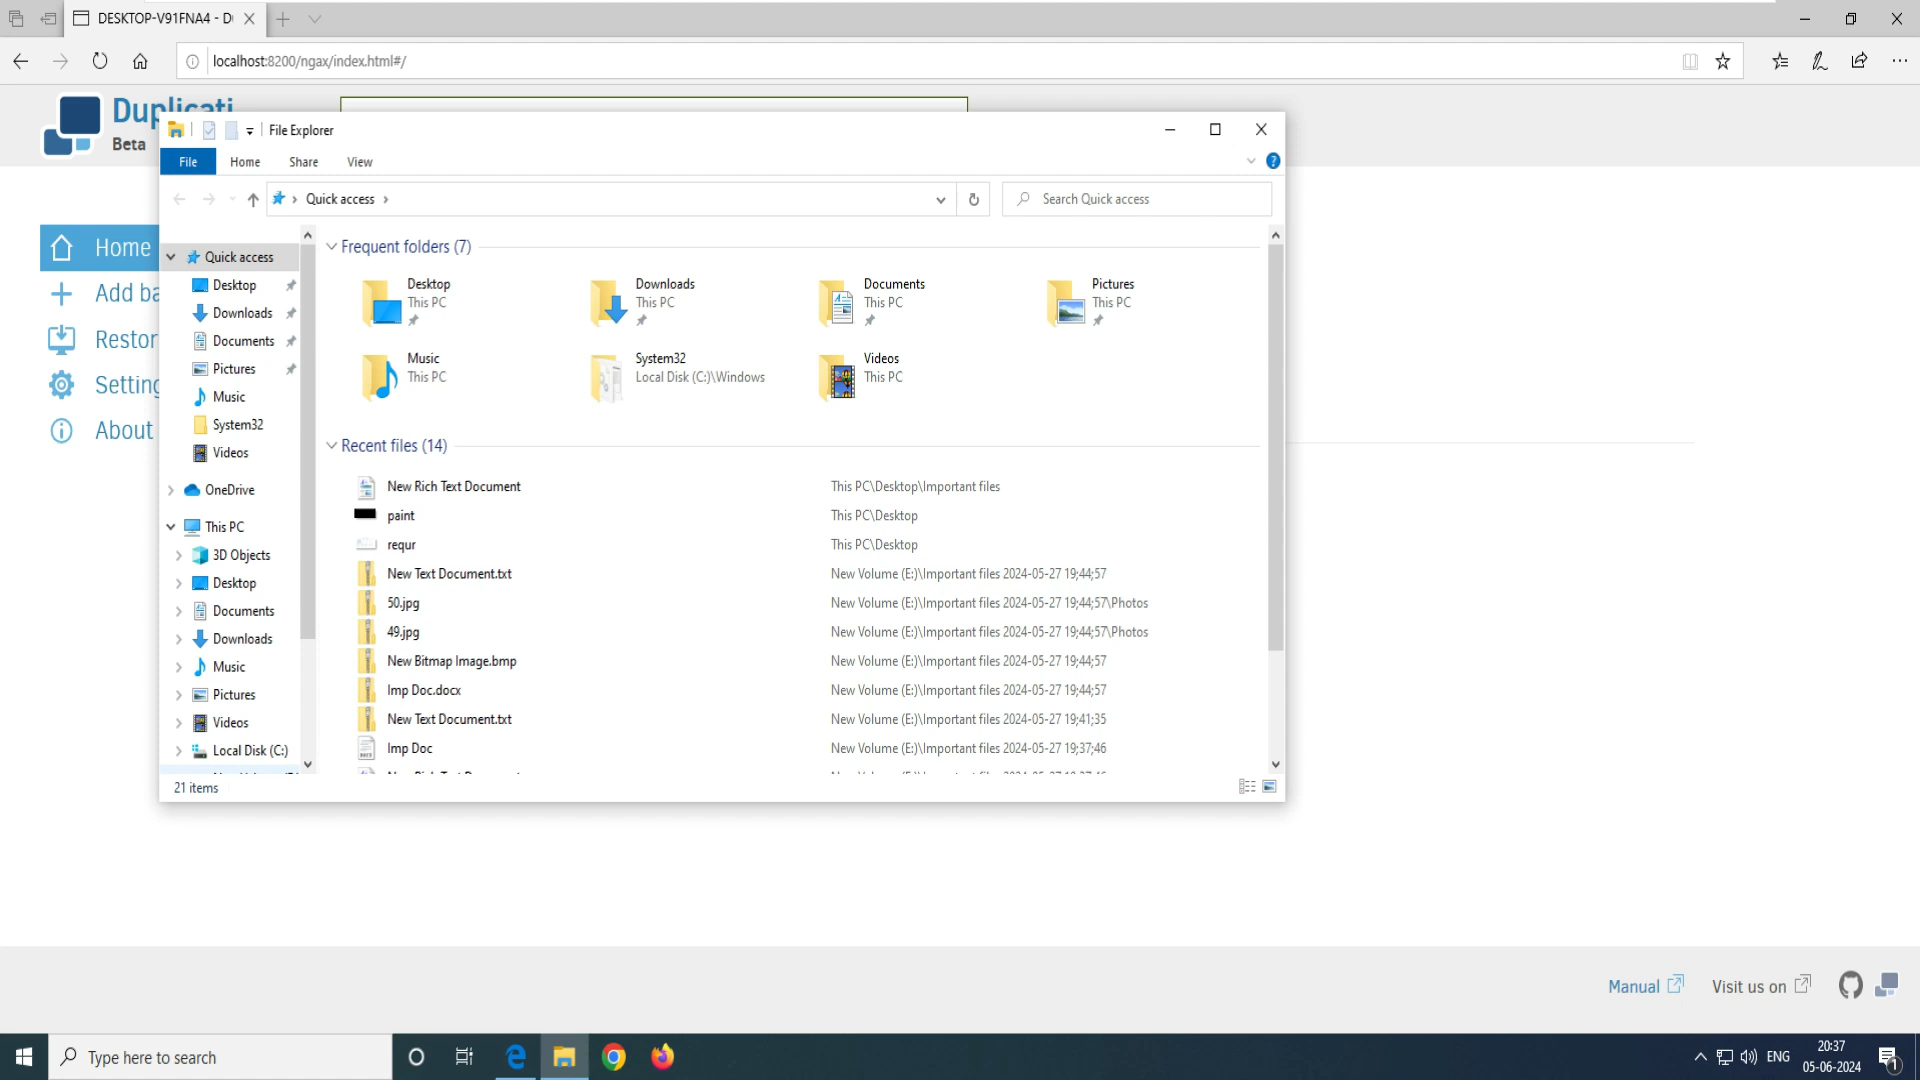 DESKTOP-V91FNA4 - D
localhost:8200/ngax/index.html#/
Duplicati
Beta
Home
Add ba
Restor
Setting
About
File Explorer
File Home Share View
Quick access
Search Quick access
Quick access
Desktop
Downloads
Documents
Pictures
Music
System32
Videos
OneDrive
This PC
3D Objects
Desktop
Documents
Downloads
Music
Pictures
Videos
Local Disk (C:)
Frequent folders (7)
Desktop
This PC
Downloads
This PC
Documents
This PC
Pictures
This PC
Music
This PC
System32
Local Disk (C:)\Windows
Videos
This PC
Recent files (14)
New Rich Text Document This PC\Desktop\Important files
paint This PC\Desktop
requr This PC\Desktop
New Text Document.txt New Volume (E:)\Important files 2024-05-27 19;44;57
50.jpg New Volume (E:)\Important files 2024-05-27 19;44;57\Photos
49.jpg New Volume (E:)\Important files 2024-05-27 19;44;57\Photos
New Bitmap Image.bmp New Volume (E:)\Important files 2024-05-27 19;44;57
Imp Doc.docx New Volume (E:)\Important files 2024-05-27 19;44;57
New Text Document.txt New Volume (E:)\Important files 2024-05-27 19;41;35
Imp Doc New Volume (E:)\Important files 2024-05-27 19;37;46
21 items
Manual Visit us on
Type here to search
ENG
20:37
05-06-2024
1